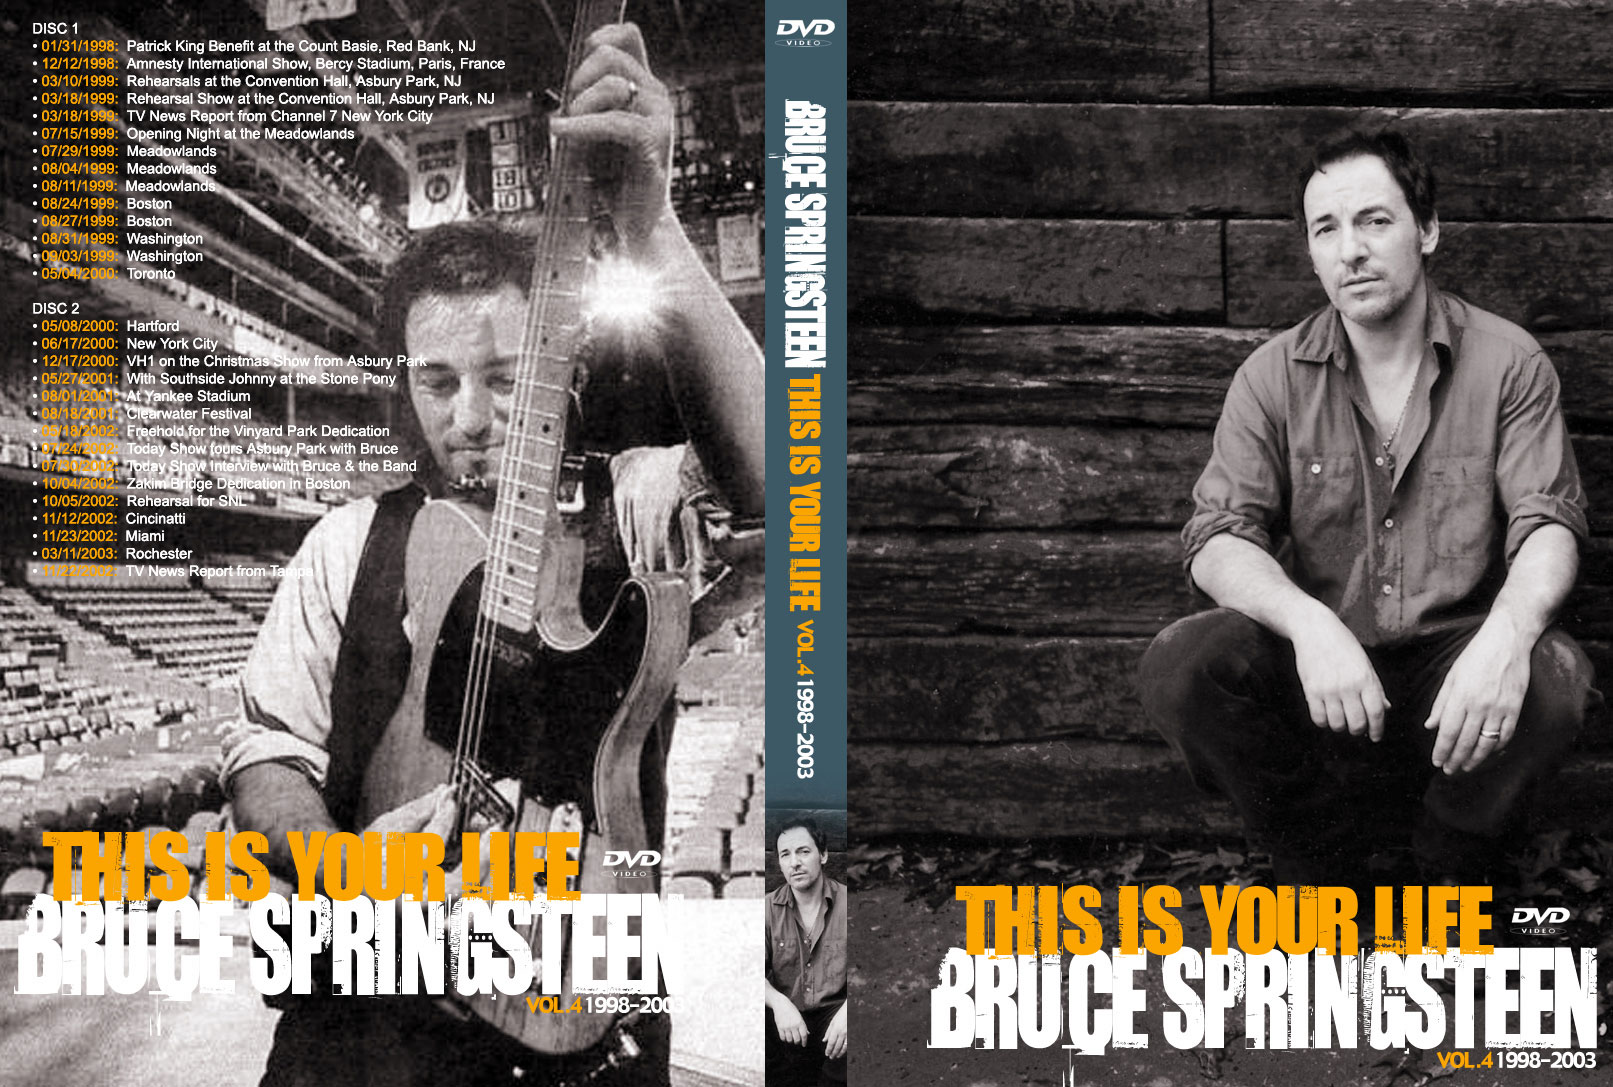 DISC 1
• 01/31/1998: Patrick King Benefit at the Count Basie, Red Bank, NJ
• 12/12/1998: Amnesty International Show, Bercy Stadium, Paris, France
• 03/10/1999: Rehearsals at the Convention Hall, Asbury Park, NJ
• 03/18/1999: Rehearsal Show at the Convention Hall, Asbury Park, NJ
• 03/18/1999: TV News Report from Channel 7 New York City
• 07/15/1999: Opening Night at the Meadowlands
• 07/29/1999: Meadowlands
• 08/04/1999: Meadowlands
• 08/11/1999: Meadowlands
• 08/24/1999: Boston
• 08/27/1999: Boston
• 08/31/1999: Washington
• 09/03/1999: Washington
• 05/04/2000: Toronto
DISC 2
• 05/08/2000: Hartford
• 06/17/2000: New York City
• 12/17/2000: VH1 on the Christmas Show from Asbury Park
• 05/27/2001: With Southside Johnny at the Stone Pony
• 08/01/2001: At Yankee Stadium
• 08/18/2001: Clearwater Festival
• 05/18/2002: Freehold for the Vinyard Park Dedication
• 07/24/2002: Today Show tours Asbury Park with Bruce
• 07/30/2002: Today Show Interview with Bruce & the Band
• 10/04/2002: Zakim Bridge Dedication in Boston
• 10/05/2002: Rehearsal for SNL
• 11/12/2002: Cincinatti
• 11/23/2002: Miami
• 03/11/2003: Rochester
• 11/22/2002: TV News Report from Tampa
THIS IS YOUR LIFE
DVD
VIDEO
BRUCE SPRINGSTEEN
VOL.4 1998-2003
DVD
VIDEO
BRUCE SPRINGSTEEN THIS IS YOUR LIFE VOL.4 1998-2003
THIS IS YOUR LIFE
DVD
VIDEO
BRUCE SPRINGSTEEN
VOL.4 1998-2003